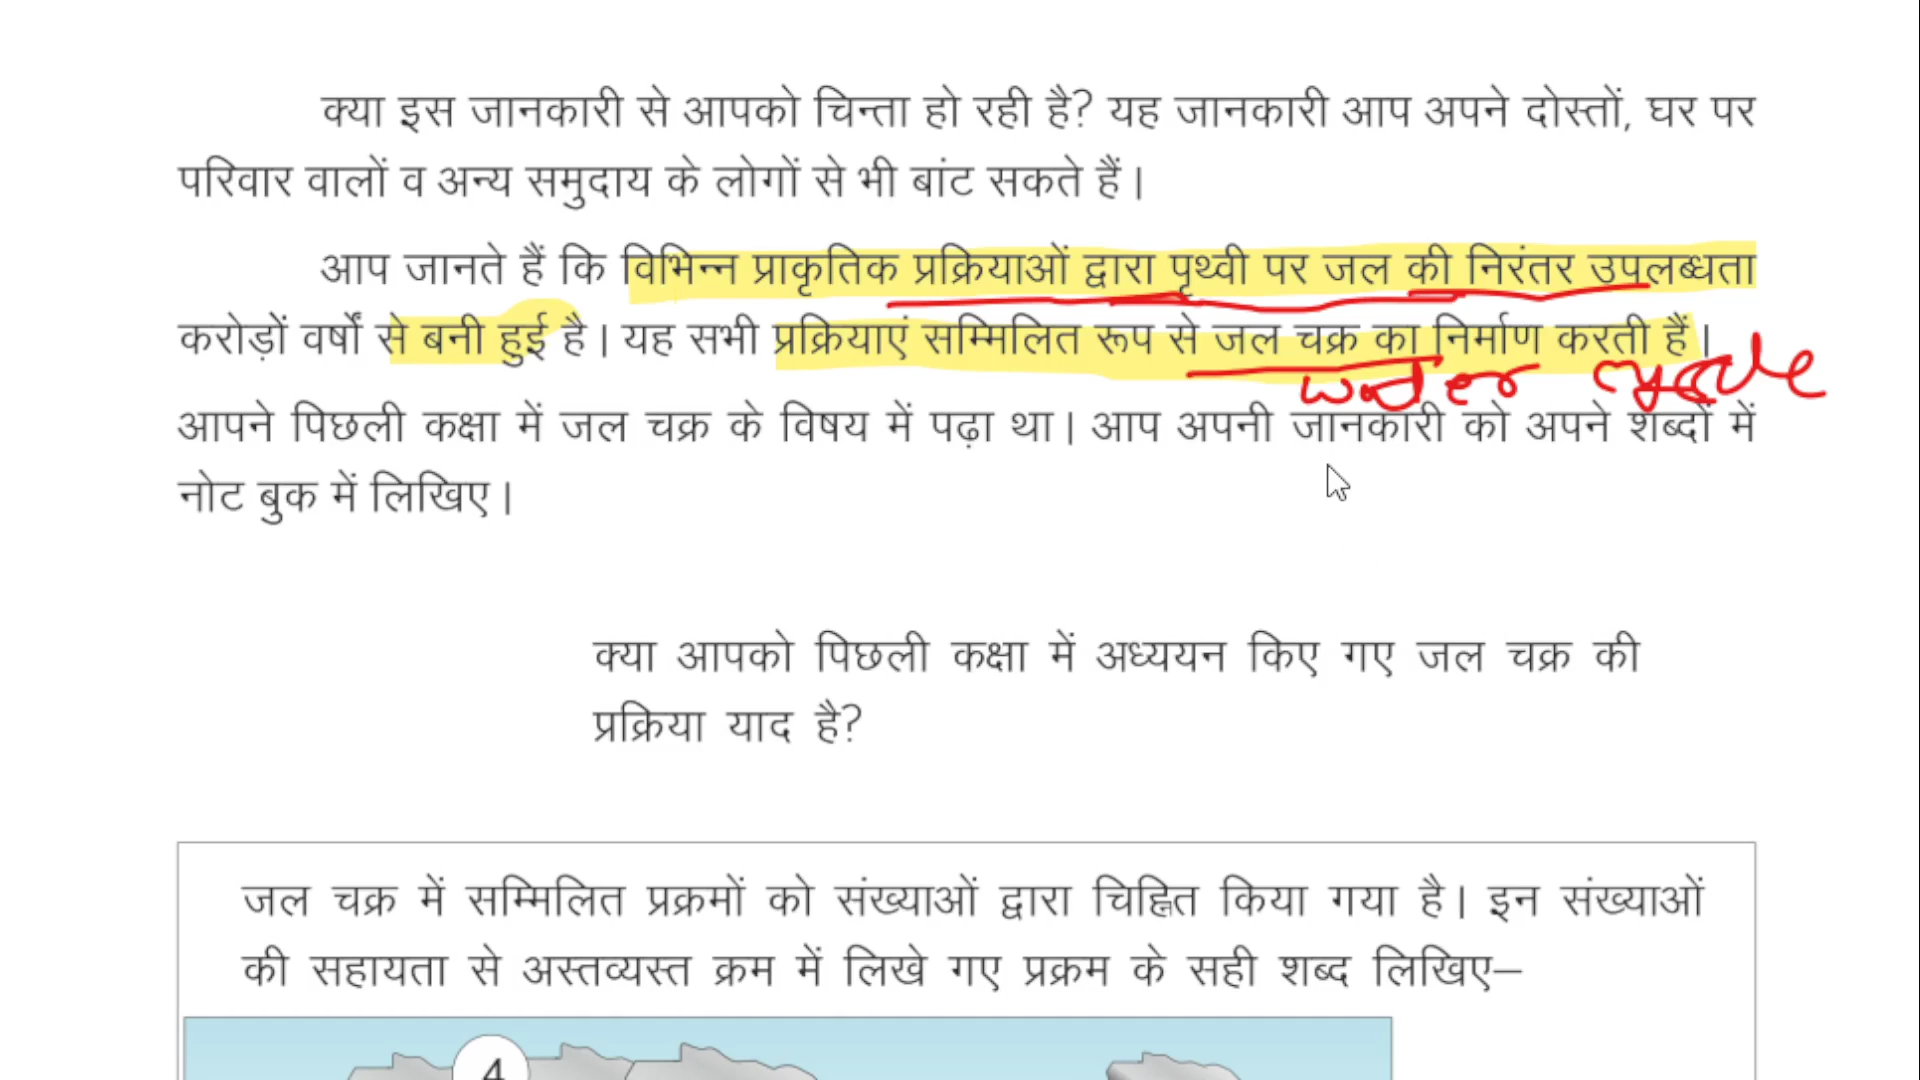 क्या इस जानकारी से आपको चिन्ता हो रही है? यह जानकारी आप अपने दोस्तों, घर पर
परिवार वालों व अन्य समुदाय के लोगों से भी बांट सकते हैं।
आप जानते हैं कि विभिन्न प्राकृतिक प्रक्रियाओं द्वारा पृथ्वी पर जल की निरंतर उपलब्धता
करोड़ों वर्षों से बनी हुई है। यह सभी प्रक्रियाएं सम्मिलित रूप से जल चक्र का निर्माण करती हैं।
water cycle
आपने पिछली कक्षा में जल चक्र के विषय में पढ़ा था। आप अपनी जानकारी को अपने शब्दों में
नोट बुक में लिखिए।
क्या आपको पिछली कक्षा में अध्ययन किए गए जल चक्र की
प्रक्रिया याद है?
जल चक्र में सम्मिलित प्रक्रमों को संख्याओं द्वारा चिह्नित किया गया है। इन संख्याओं
की सहायता से अस्तव्यस्त क्रम में लिखे गए प्रक्रम के सही शब्द लिखिए–
4